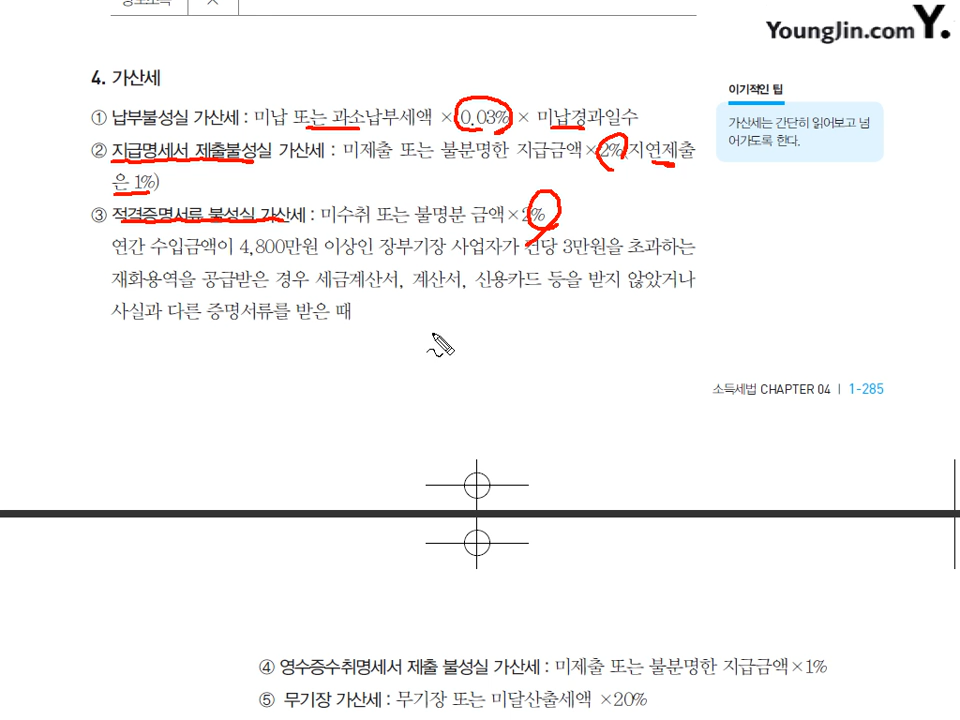 YoungJin.com Y.
4. 가산세
① 납부불성실 가산세 : 미납 또는 과소납부세액 × 0.03% × 미납경과일수
② 지급명세서 제출불성실 가산세 : 미제출 또는 불분명한 지급금액×2%(지연제출
은 1%)
③ 적격증명서류 불성실 가산세 : 미수취 또는 불명분 금액×2%
연간 수입금액이 4,800만원 이상인 장부기장 사업자가 건당 3만원을 초과하는
재화용역을 공급받은 경우 세금계산서, 계산서, 신용카드 등을 받지 않았거나
사실과 다른 증명서류를 받은 때
이기적인 팁
가산세는 간단히 읽어보고 넘
어가도록 한다.
소득세법 CHAPTER 04 | 1-285
④ 영수증수취명세서 제출 불성실 가산세 : 미제출 또는 불분명한 지급금액×1%
⑤ 무기장 가산세 : 무기장 또는 미달산출세액 ×20%